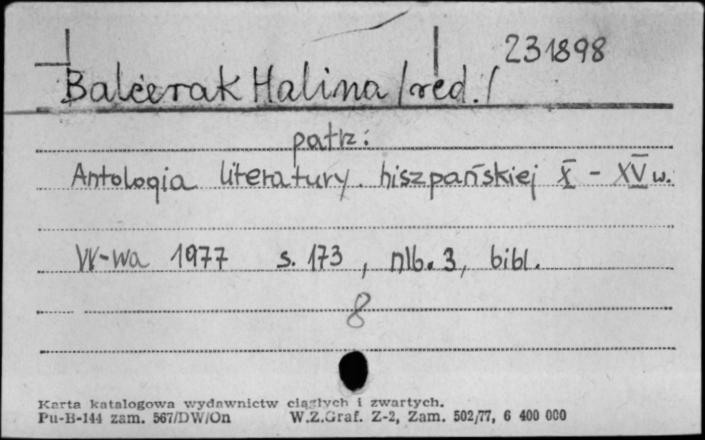 231898
Balcerak Halina /red./
patrz:
Antologia literatury hiszpańskiej X - XV w.
W-wa 1977 s. 173, nlb. 3, bibl.
8
Karta katalogowa wydawnictw ciągłych i zwartych.
Pu-B-144 zam. 567/DW/On W.Z.Graf. Z-2, Zam. 502/77, 6 400 000